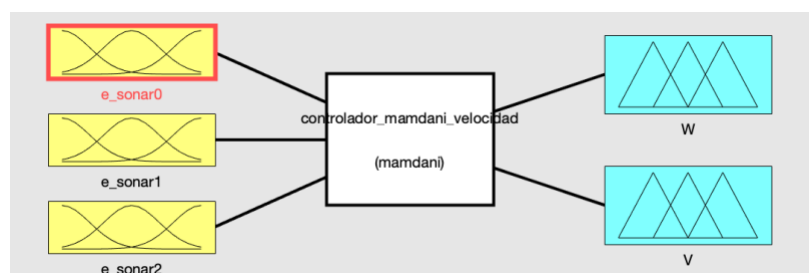 e_sonar0
controlador_mamdani_velocidad
W
(mamdani)
e_sonar1
e_sonar2
V